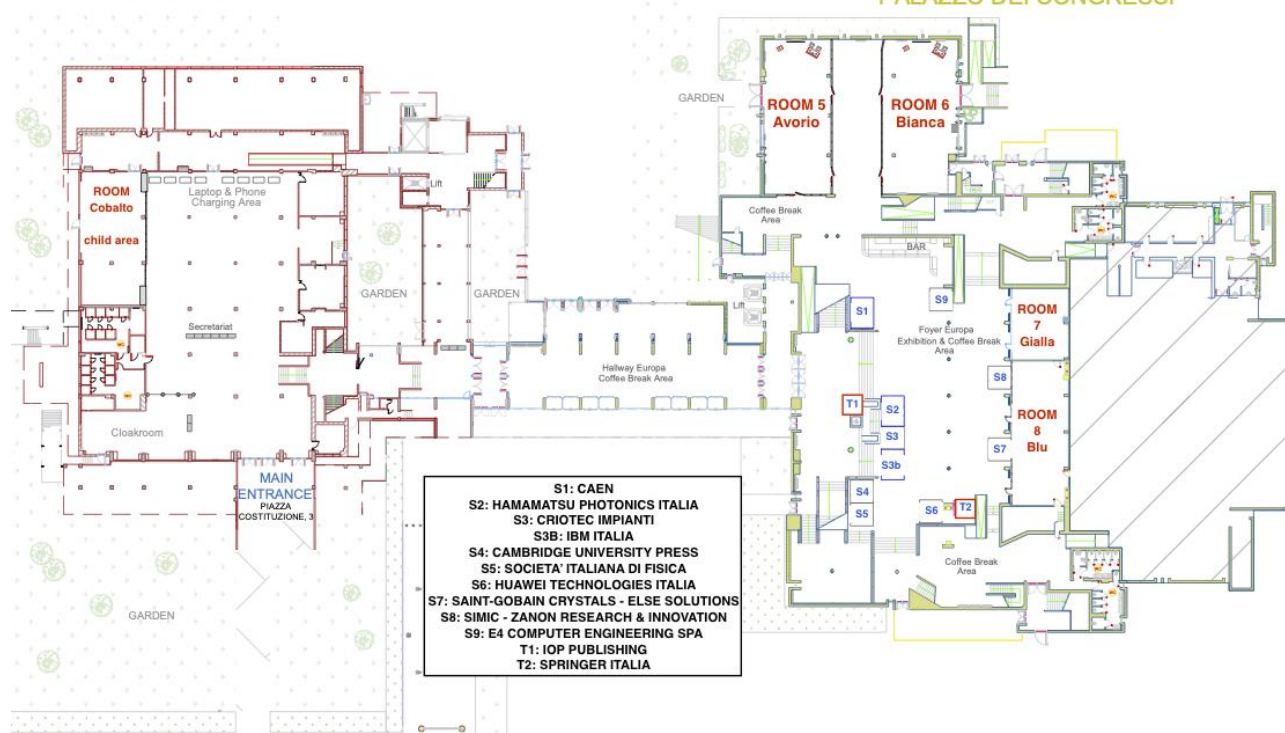 PALAZZO DEI CONGRESSI
GARDEN
ROOM 5
Avorio
ROOM 6
Bianca
ROOM
Cobalto
child area
Laptop & Phone
Charging Area
Lift
Coffee Break
Area
BAR
GARDEN
GARDEN
Lift
S9
S1
Foyer Europa
Exhibition & Coffee Break
Area
ROOM
7
Gialla
Secretariat
Hallway Europa
Coffee Break Area
S8
T1
S2
S3
S3b
ROOM
8
Blu
S7
Cloakroom
MAIN
ENTRANCE
PIAZZA
COSTITUZIONE, 3
S4
S5
S6
T2
Coffee Break
Area
GARDEN
S1: CAEN
S2: HAMAMATSU PHOTONICS ITALIA
S3: CRIOTEC IMPIANTI
S3B: IBM ITALIA
S4: CAMBRIDGE UNIVERSITY PRESS
S5: SOCIETA' ITALIANA DI FISICA
S6: HUAWEI TECHNOLOGIES ITALIA
S7: SAINT-GOBAIN CRYSTALS - ELSE SOLUTIONS
S8: SIMIC - ZANON RESEARCH & INNOVATION
S9: E4 COMPUTER ENGINEERING SPA
T1: IOP PUBLISHING
T2: SPRINGER ITALIA